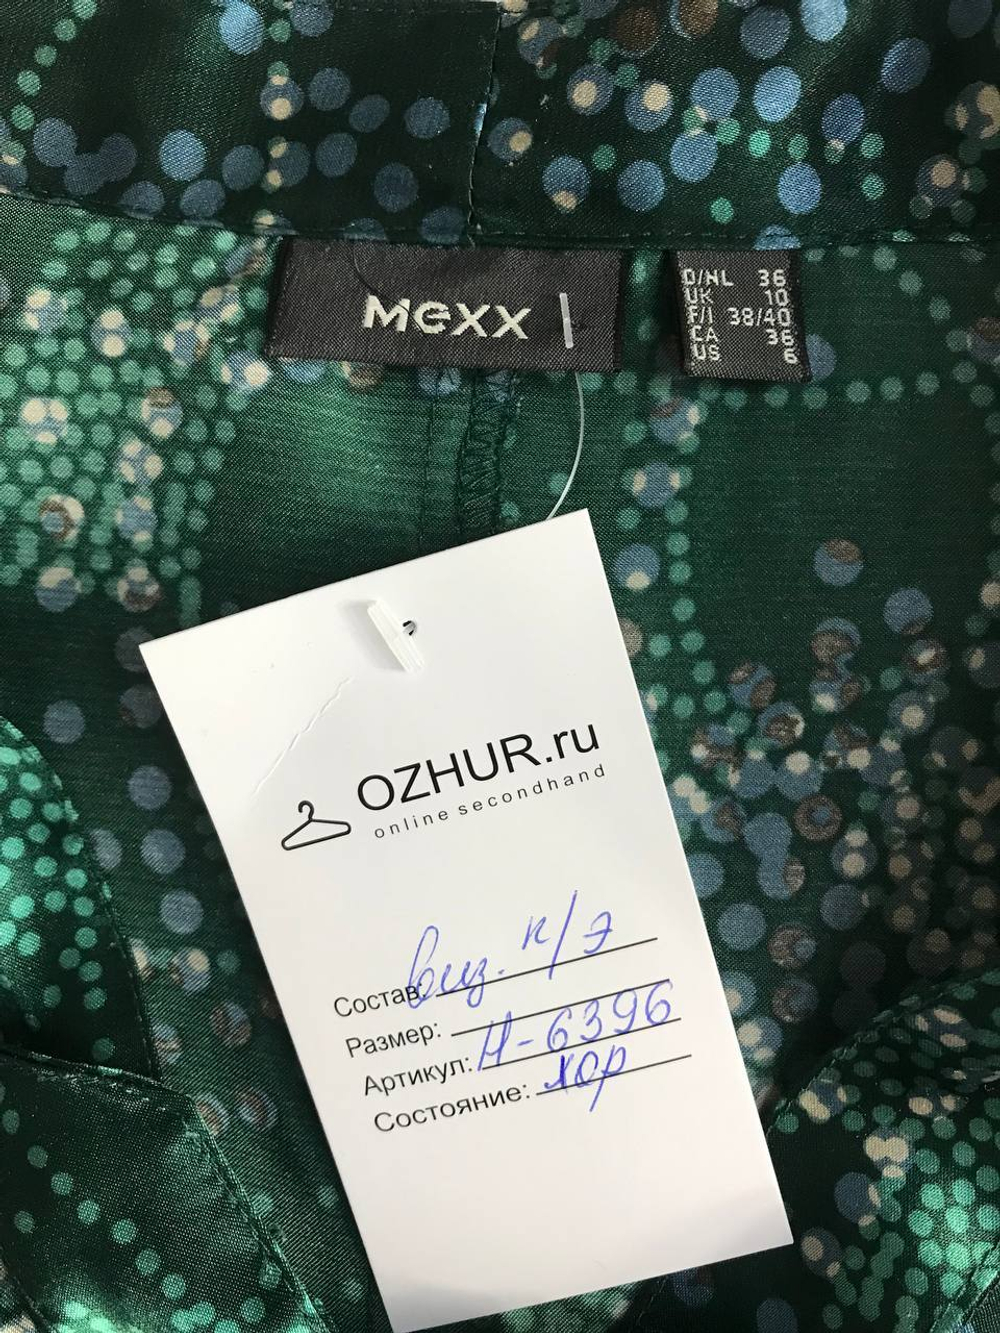 Mexx
D/NL 36
UK 10
F/I 38/40
CA 36
US 6
OZHUR.ru
online secondhand
Состав: виз. п/э
Размер:
Артикул: Н-6396
Состояние: хор